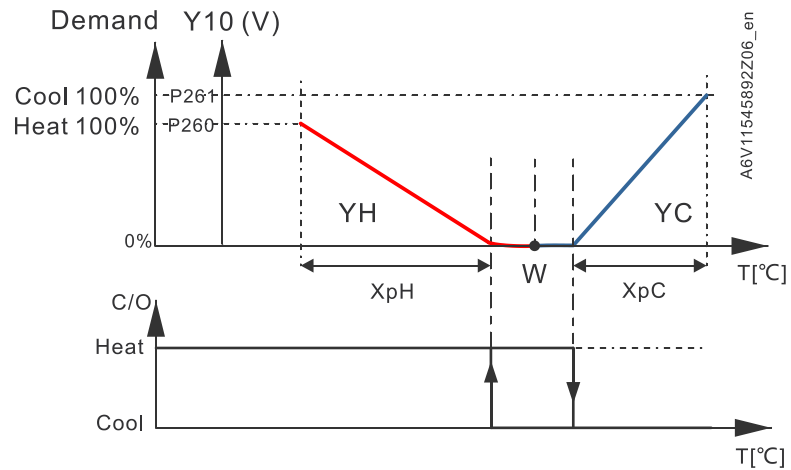 Demand Y10 (V)
Cool 100% P261
Heat 100% P260
YH
YC
0%
W
T[°C]
XpH
XpC
C/O
Heat
Cool
T[°C]
A6V11545892Z06_en